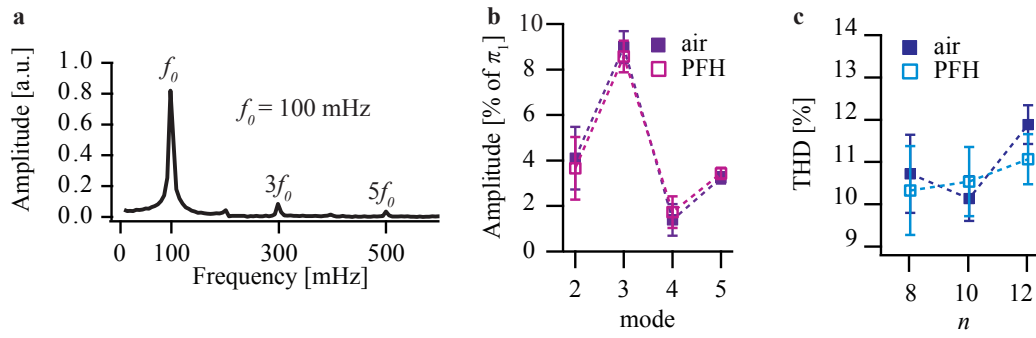 a
Amplitude [a.u.]
1.0
0.8
0.6
0.4
0.2
0.0
f₀
f₀ = 100 mHz
3f₀
5f₀
0 100 300 500
Frequency [mHz]
b
Amplitude [% of π₁]
10
8
6
4
2
0
air
PFH
2 3 4 5
mode
c
THD [%]
14
13
12
11
10
9%
air
PFH
8 10 12
n